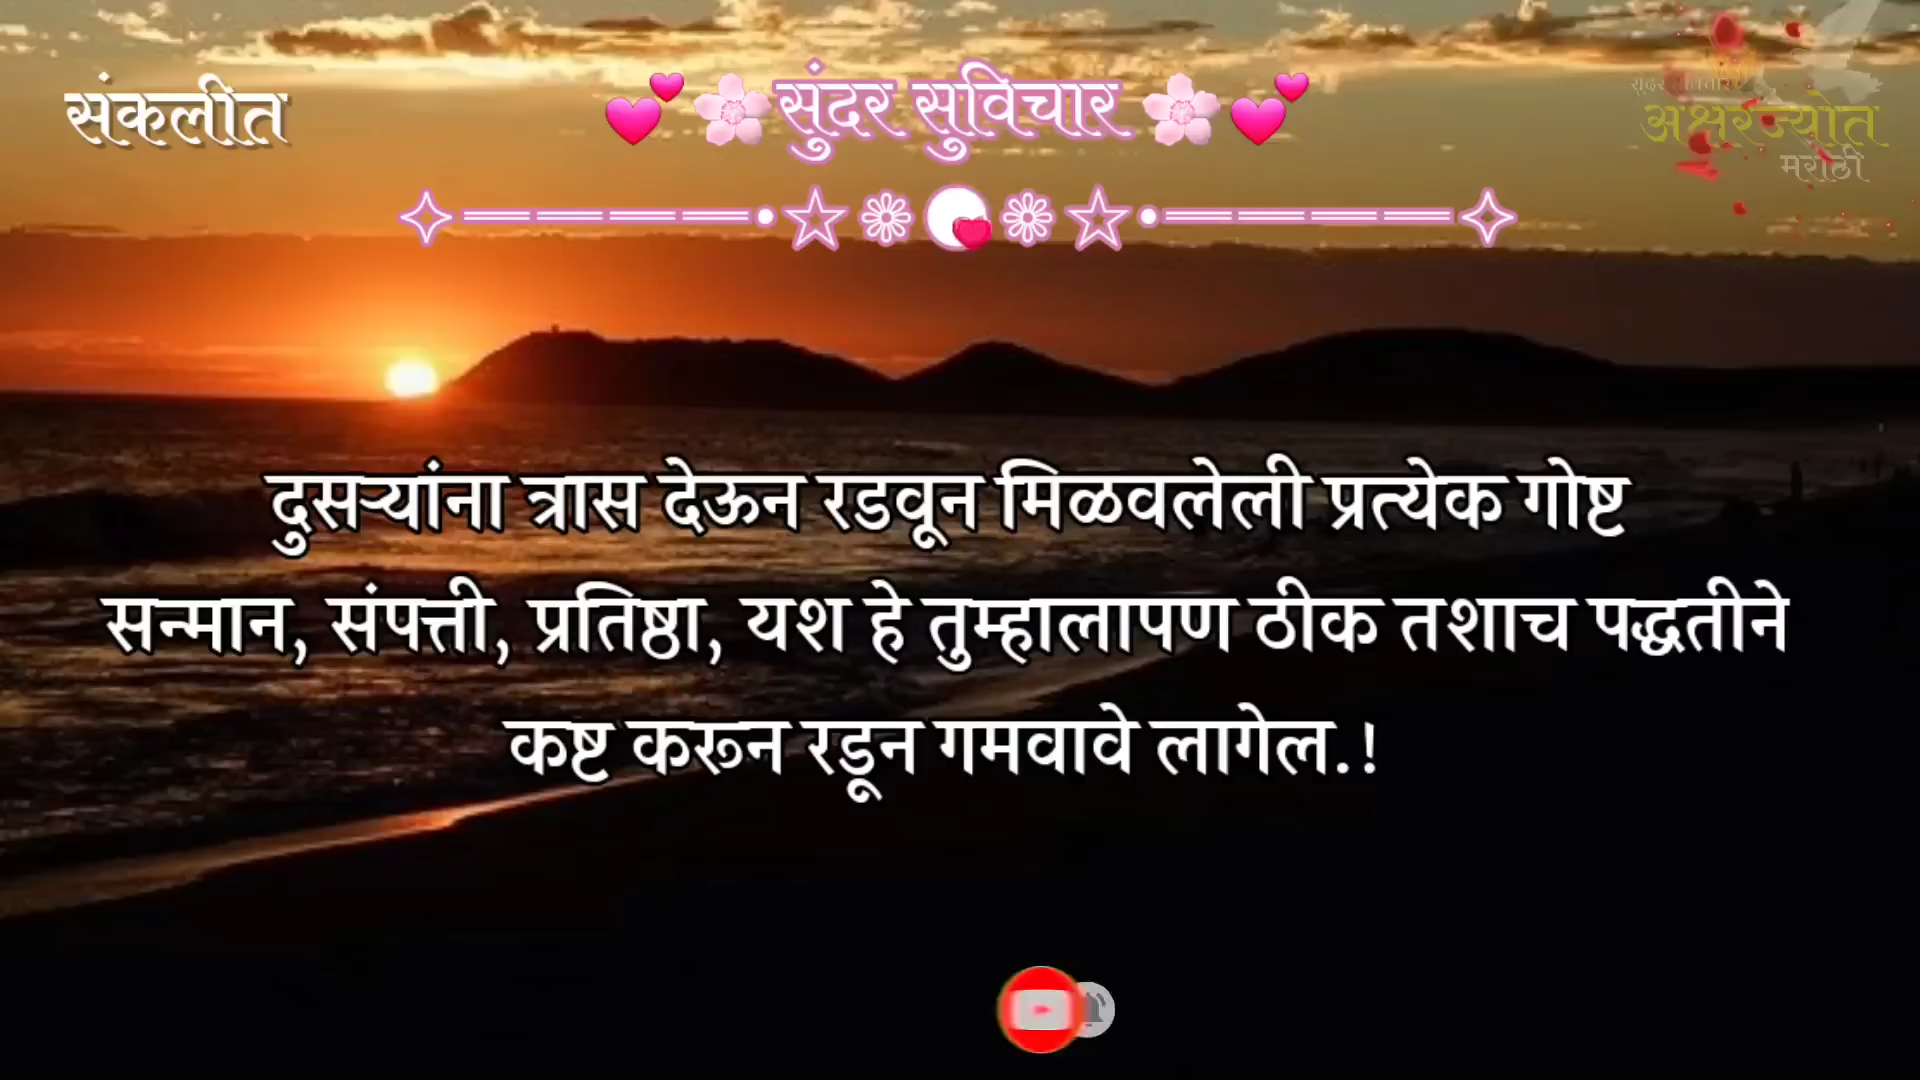 संकलीत
💕🌸सुंदर सुविचार 🌸💕
अक्षरज्योत
मराठी
दुसऱ्यांना त्रास देऊन रडवून मिळवलेली प्रत्येक गोष्ट
सन्मान, संपत्ती, प्रतिष्ठा, यश हे तुम्हालापण ठीक तशाच पद्धतीने
कष्ट करून रडून गमवावे लागेल.!